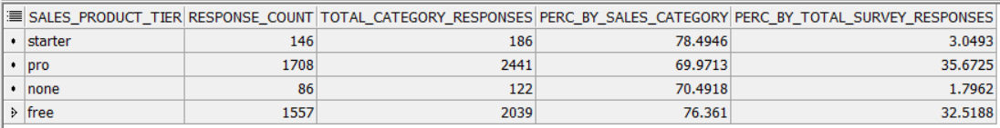 SALES_PRODUCT_TIER RESPONSE_COUNT TOTAL_CATEGORY_RESPONSES PERC_BY_SALES_CATEGORY PERC_BY_TOTAL_SURVEY_RESPONSES
starter 146 186 78.4946 3.0493
pro 1708 2441 69.9713 35.6725
none 86 122 70.4918 1.7962
free 1557 2039 76.361 32.5188